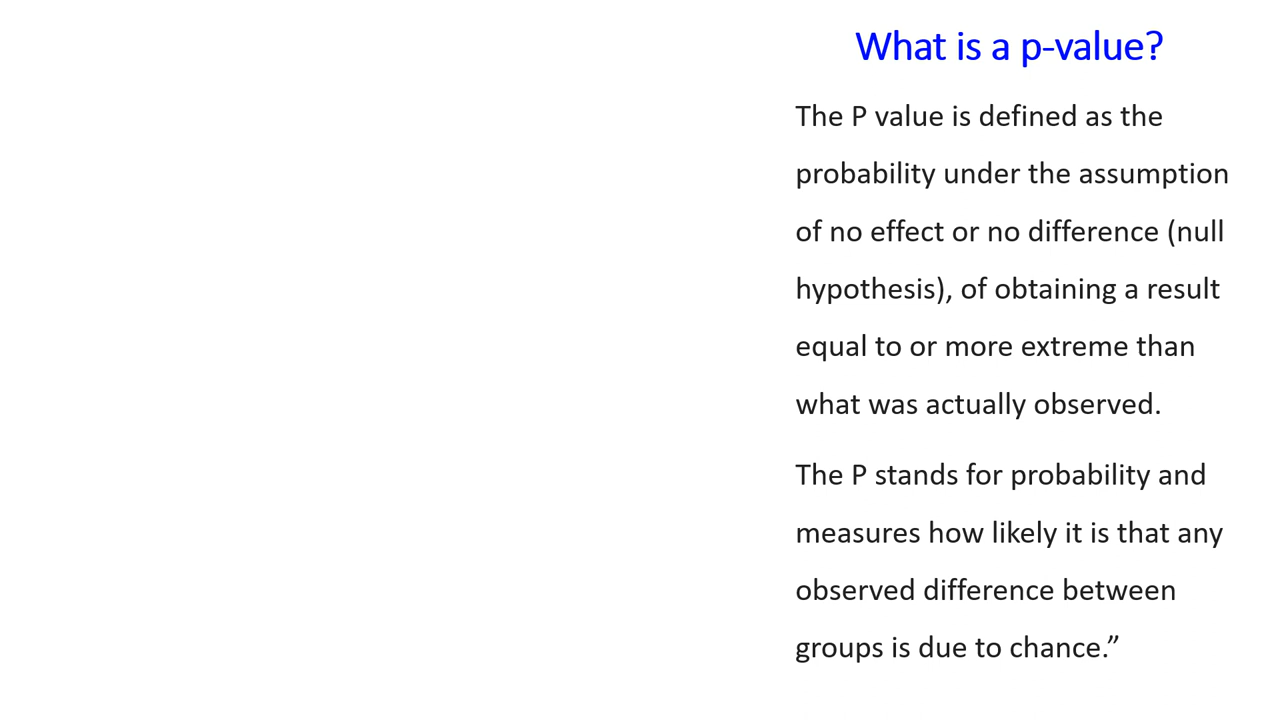 What is a p-value?
The P value is defined as the
probability under the assumption
of no effect or no difference (null
hypothesis), of obtaining a result
equal to or more extreme than
what was actually observed.
The P stands for probability and
measures how likely it is that any
observed difference between
groups is due to chance.”